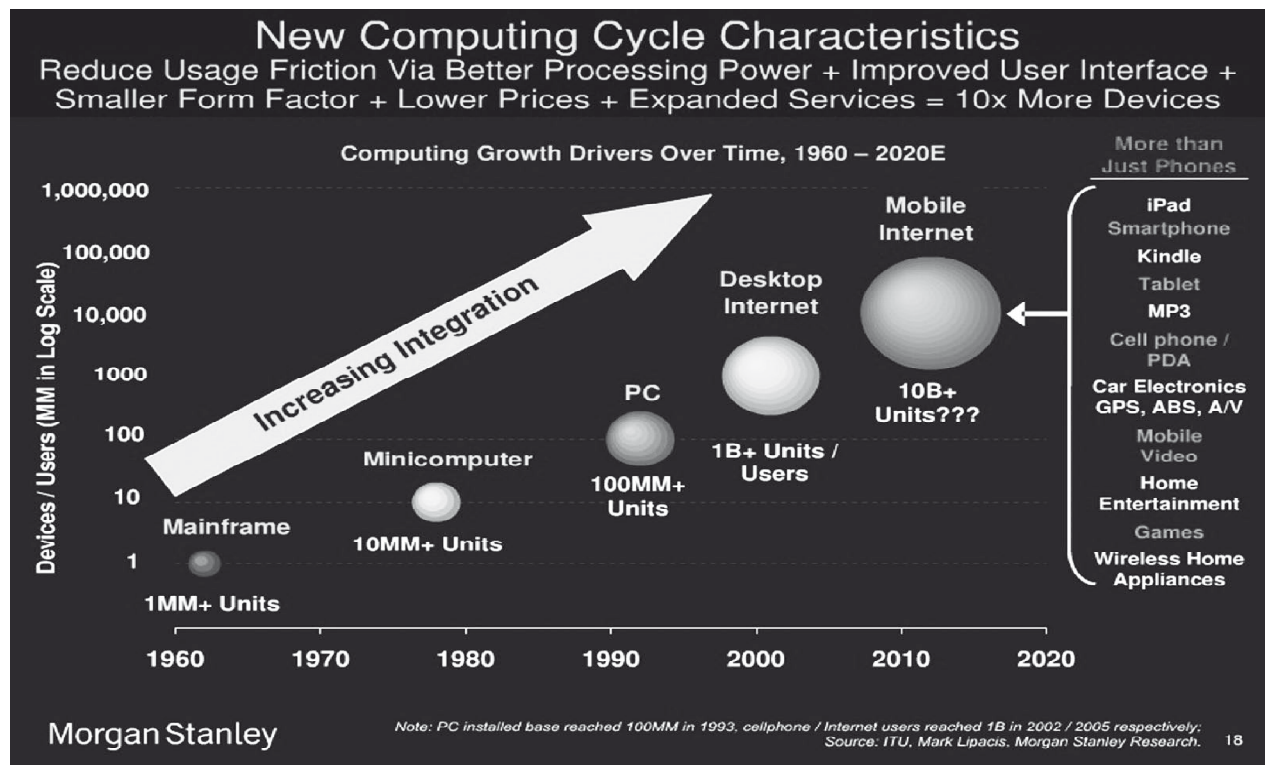 New Computing Cycle Characteristics
Reduce Usage Friction Via Better Processing Power + Improved User Interface +
Smaller Form Factor + Lower Prices + Expanded Services = 10x More Devices
Computing Growth Drivers Over Time, 1960 – 2020E
Devices / Users (MM in Log Scale)
1,000,000
100,000
10,000
1000
100
10
1
Increasing Integration
Mainframe
1MM+ Units
Minicomputer
10MM+ Units
PC
100MM+
Units
Desktop
Internet
1B+ Units /
Users
Mobile
Internet
10B+
Units???
1960
1970
1980
1990
2000
2010
2020
More than
Just Phones
iPad
Smartphone
Kindle
Tablet
MP3
Cell phone /
PDA
Car Electronics
GPS, ABS, A/V
Mobile
Video
Home
Entertainment
Games
Wireless Home
Appliances
Morgan Stanley
Note: PC installed base reached 100MM in 1993, cellphone / Internet users reached 1B in 2002 / 2005 respectively;
Source: ITU, Mark Lipacis, Morgan Stanley Research.
18